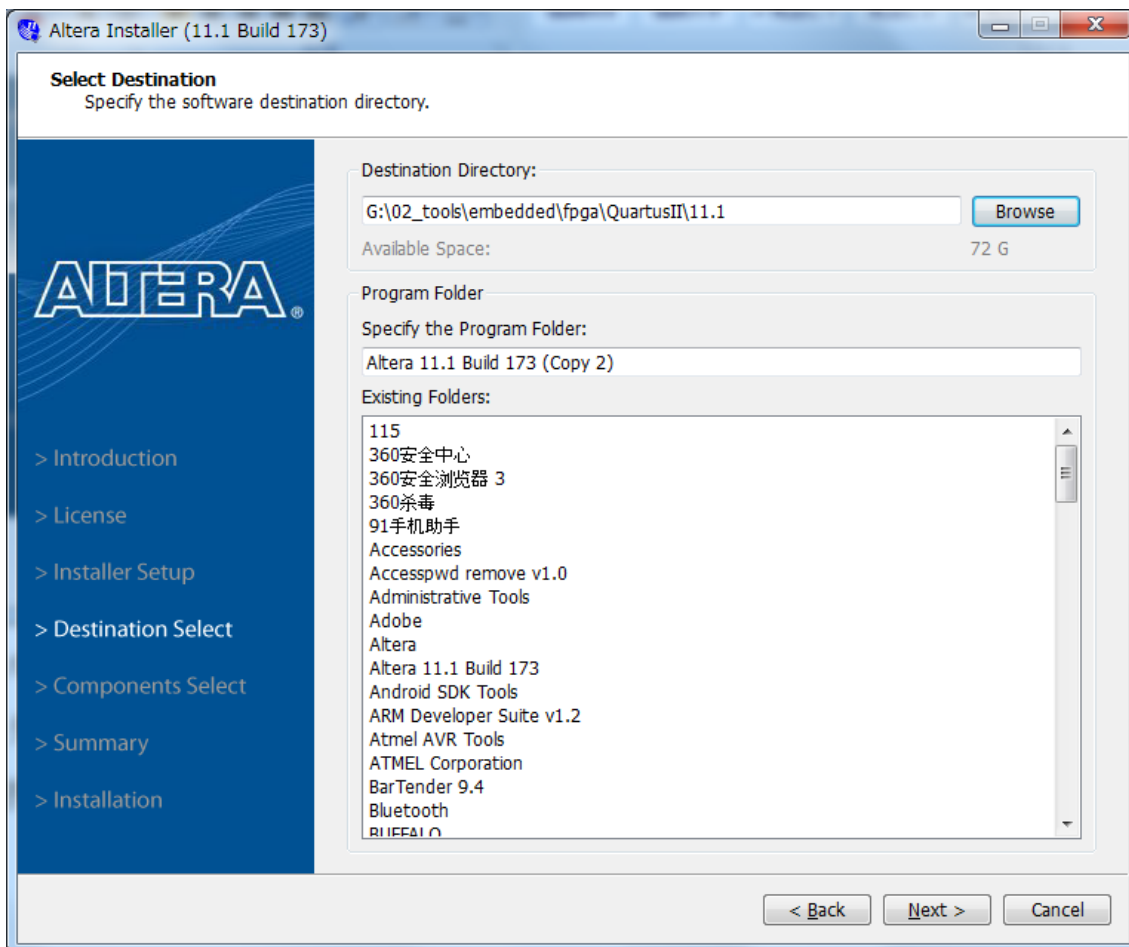 Altera Installer (11.1 Build 173)
Select Destination
Specify the software destination directory.
ALTERA®
> Introduction
> License
> Installer Setup
> Destination Select
> Components Select
> Summary
> Installation
Destination Directory:
G:\02_tools\embedded\fpga\QuartusII\11.1
Browse
Available Space: 72 G
Program Folder
Specify the Program Folder:
Altera 11.1 Build 173 (Copy 2)
Existing Folders:
115
360安全中心
360安全浏览器 3
360杀毒
91手机助手
Accessories
Accesspwd remove v1.0
Administrative Tools
Adobe
Altera
Altera 11.1 Build 173
Android SDK Tools
ARM Developer Suite v1.2
Atmel AVR Tools
ATMEL Corporation
BarTender 9.4
Bluetooth
BUFFALO
< Back Next > Cancel